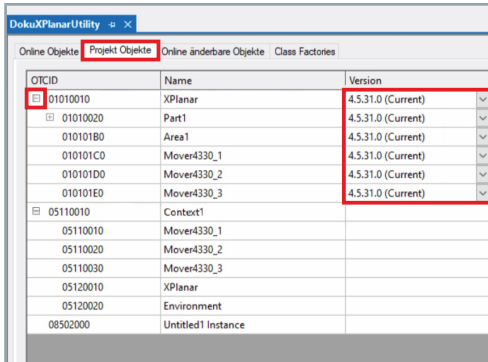 DokuXPlanarUtility
Online Objekte Projekt Objekte Online änderbare Objekte Class Factories
OTCID Name Version
01010010 XPlanar 4.5.31.0 (Current)
01010020 Part1 4.5.31.0 (Current)
010101B0 Area1 4.5.31.0 (Current)
010101C0 Mover4330_1 4.5.31.0 (Current)
010101D0 Mover4330_2 4.5.31.0 (Current)
010101E0 Mover4330_3 4.5.31.0 (Current)
05110010 Context1
05110010 Mover4330_1
05110020 Mover4330_2
05110030 Mover4330_3
05120010 XPlanar
05120020 Environment
08502000 Untitled1 Instance